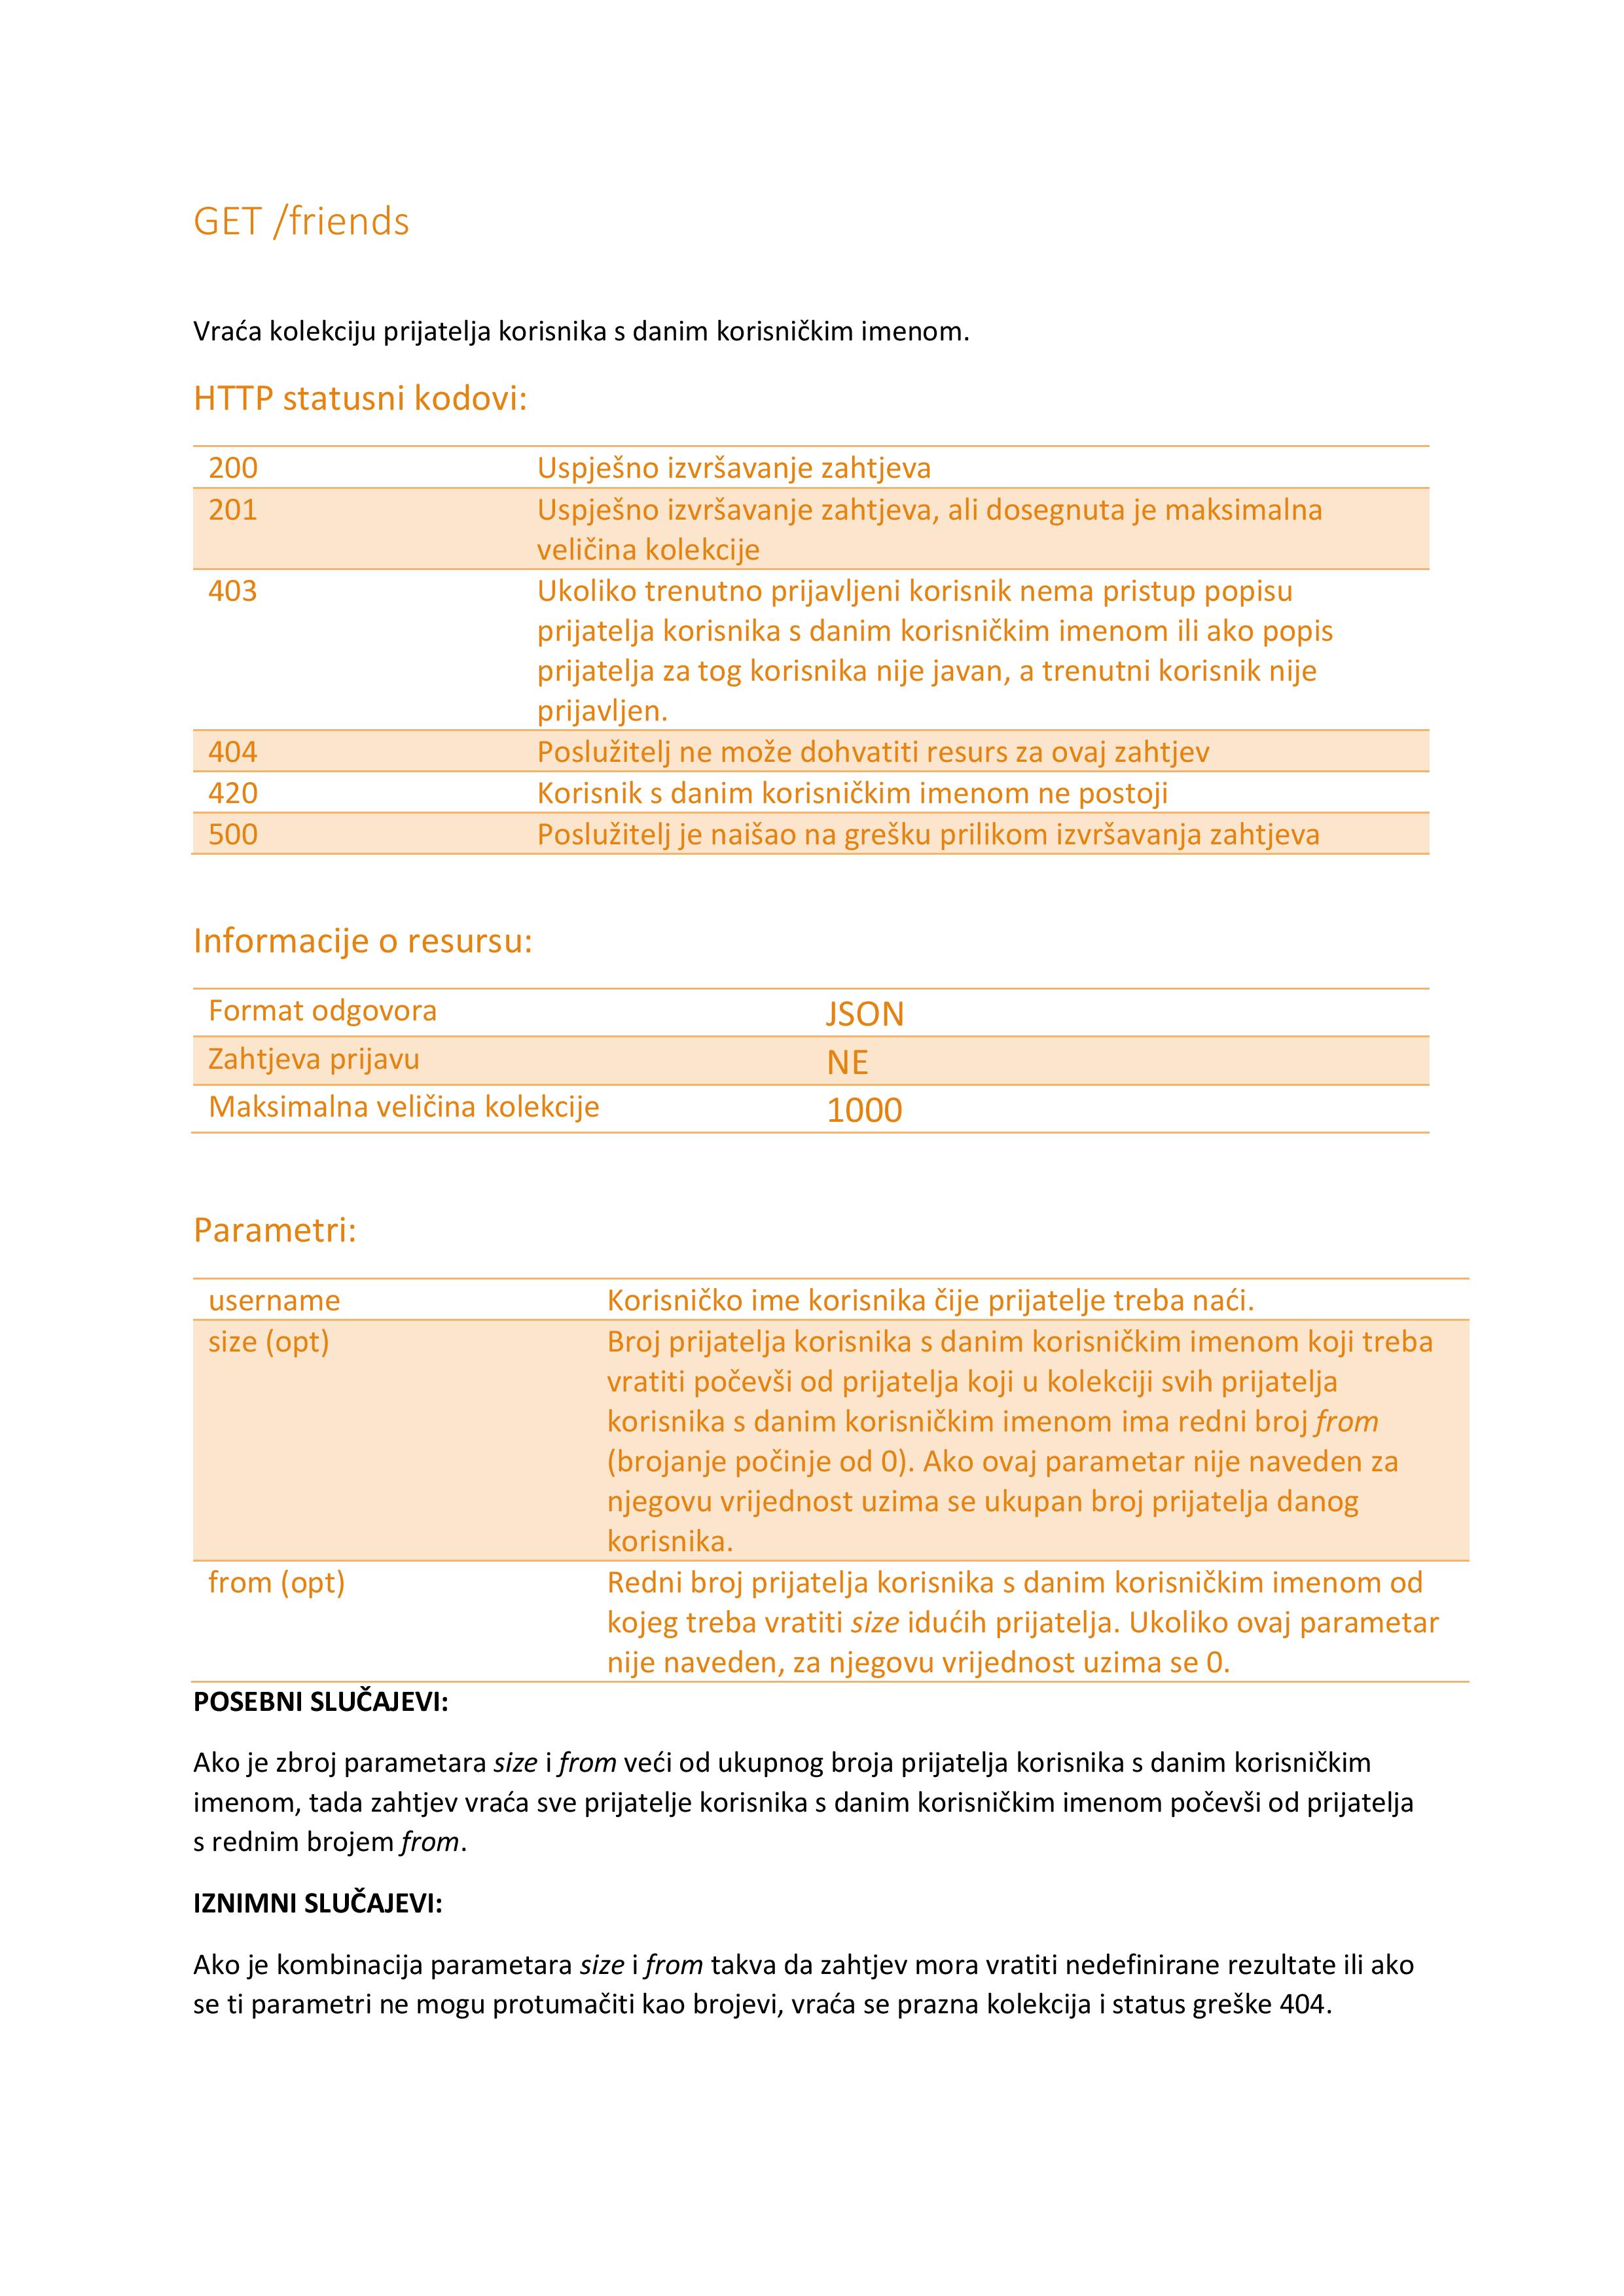 GET /friends
Vraća kolekciju prijatelja korisnika s danim korisničkim imenom.
HTTP statusni kodovi:
200 Uspješno izvršavanje zahtjeva
201 Uspješno izvršavanje zahtjeva, ali dosegnuta je maksimalna
veličina kolekcije
403 Ukoliko trenutno prijavljeni korisnik nema pristup popisu
prijatelja korisnika s danim korisničkim imenom ili ako popis
prijatelja za tog korisnika nije javan, a trenutni korisnik nije
prijavljen.
404 Poslužitelj ne može dohvatiti resurs za ovaj zahtjev
420 Korisnik s danim korisničkim imenom ne postoji
500 Poslužitelj je naišao na grešku prilikom izvršavanja zahtjeva
Informacije o resursu:
Format odgovora JSON
Zahtjeva prijavu NE
Maksimalna veličina kolekcije 1000
Parametri:
username Korisničko ime korisnika čije prijatelje treba naći.
size (opt) Broj prijatelja korisnika s danim korisničkim imenom koji treba
vratiti počevši od prijatelja koji u kolekciji svih prijatelja
korisnika s danim korisničkim imenom ima redni broj from
(brojanje počinje od 0). Ako ovaj parametar nije naveden za
njegovu vrijednost uzima se ukupan broj prijatelja danog
korisnika.
from (opt) Redni broj prijatelja korisnika s danim korisničkim imenom od
kojeg treba vratiti size idućih prijatelja. Ukoliko ovaj parametar
nije naveden, za njegovu vrijednost uzima se 0.
POSEBNI SLUČAJEVI:
Ako je zbroj parametara size i from veći od ukupnog broja prijatelja korisnika s danim korisničkim
imenom, tada zahtjev vraća sve prijatelje korisnika s danim korisničkim imenom počevši od prijatelja
s rednim brojem from.
IZNIMNI SLUČAJEVI:
Ako je kombinacija parametara size i from takva da zahtjev mora vratiti nedefinirane rezultate ili ako
se ti parametri ne mogu protumačiti kao brojevi, vraća se prazna kolekcija i status greške 404.